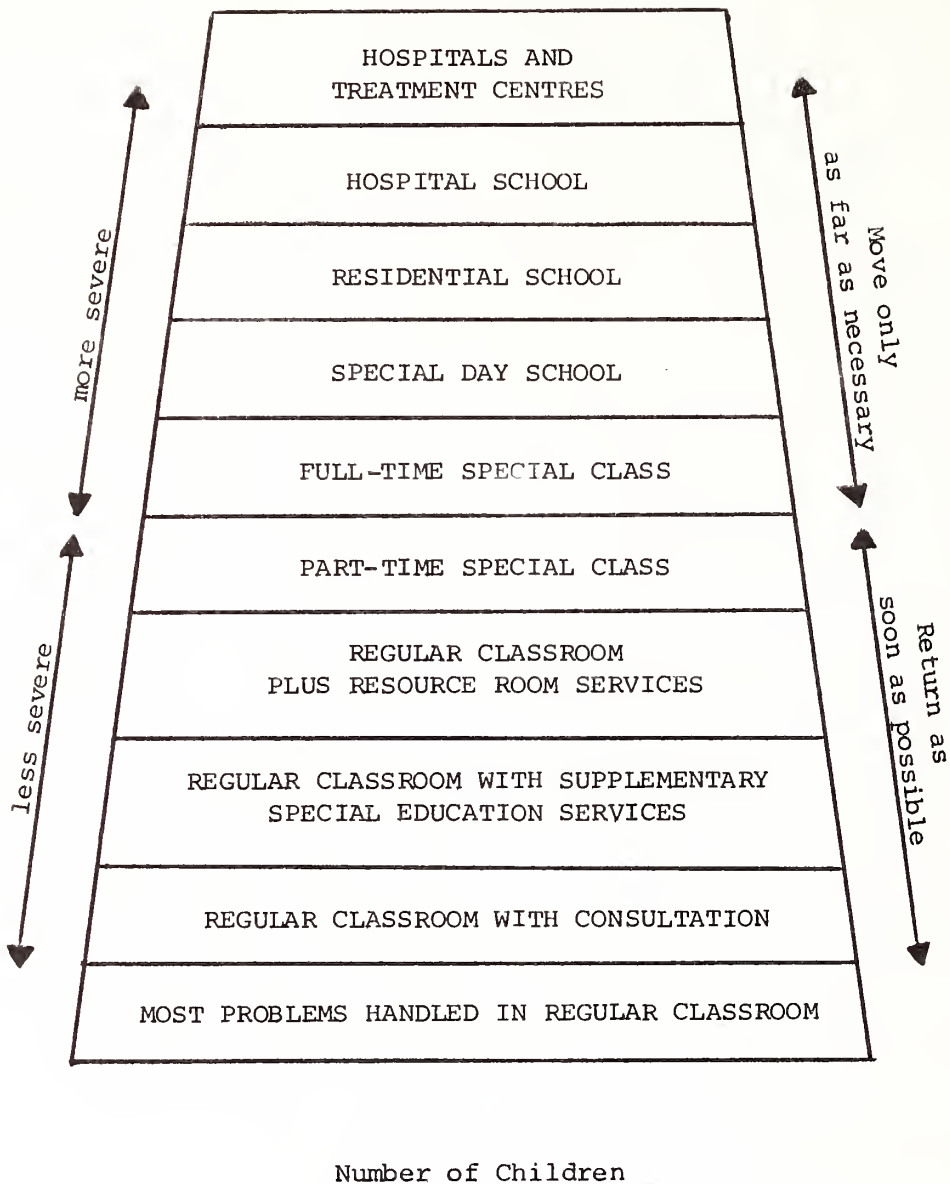 HOSPITALS AND
TREATMENT CENTRES
HOSPITAL SCHOOL
RESIDENTIAL SCHOOL
SPECIAL DAY SCHOOL
FULL-TIME SPECIAL CLASS
PART-TIME SPECIAL CLASS
REGULAR CLASSROOM
PLUS RESOURCE ROOM SERVICES
REGULAR CLASSROOM WITH SUPPLEMENTARY
SPECIAL EDUCATION SERVICES
REGULAR CLASSROOM WITH CONSULTATION
MOST PROBLEMS HANDLED IN REGULAR CLASSROOM
more severe
less severe
Move only
as far as necessary
Return as
soon as possible
Number of Children